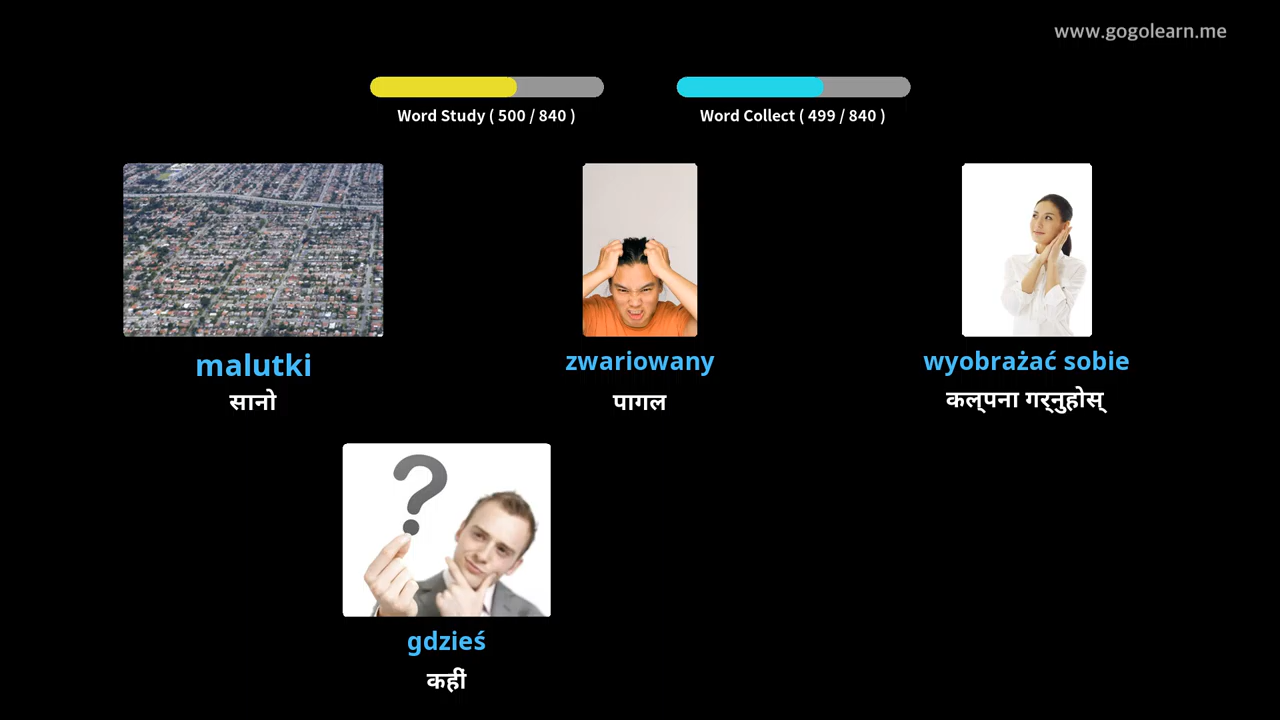 www.gogolearn.me
Word Study ( 500 / 840 )
Word Collect ( 499 / 840 )
malutki
सानो
zwariowany
पागल
wyobrażać sobie
कल्पना गर्नुहोस्
gdzieś
कहीं